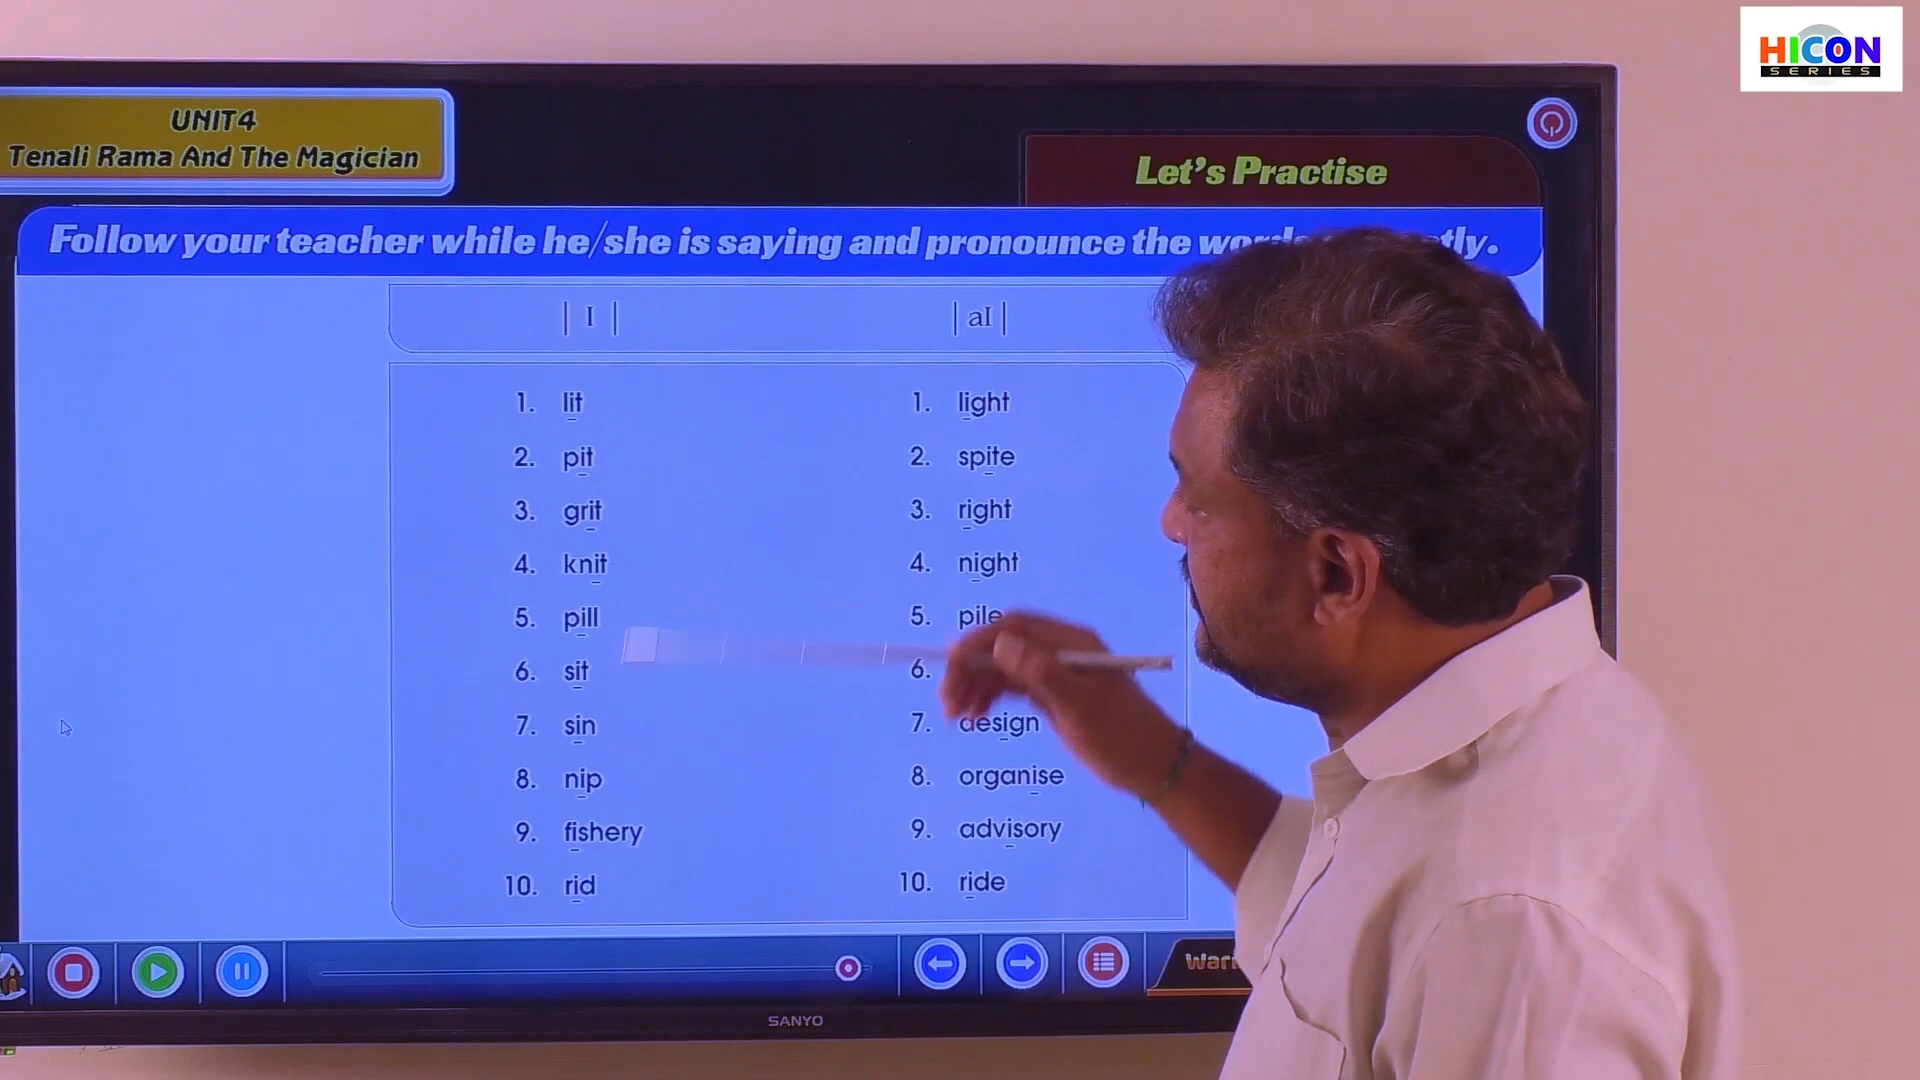 HICON
SERIES
UNIT4
Tenali Rama And The Magician
Let's Practise
Follow your teacher while he/she is saying and pronounce the
| I |
| aI |
1. lit
1. light
2. pit
2. spite
3. grit
3. right
4. knit
4. night
5. pill
5. pile
6. sit
6.
7. sin
7. design
8. nip
8. organise
9. fishery
9. advisory
10. rid
10. ride
SANYO